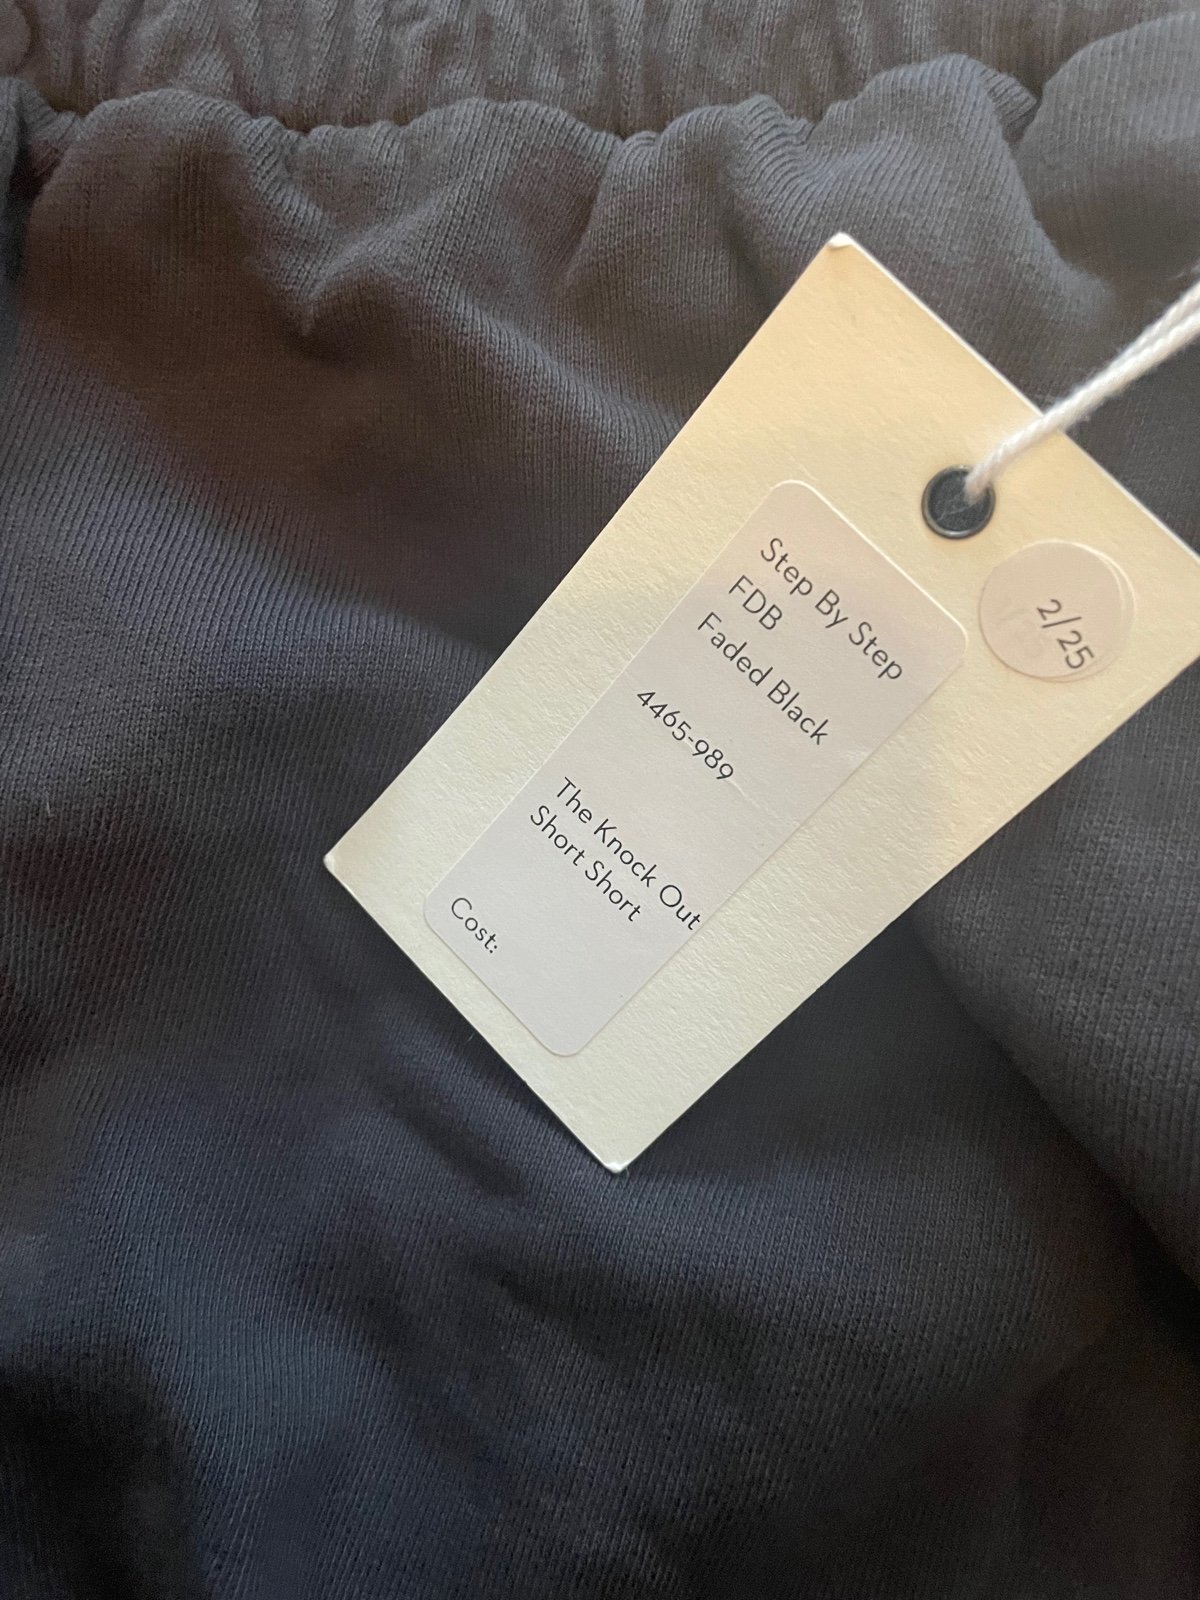 2/25
Step By Step
FDB
Faded Black
4465-989
The Knock Out
Short Short
Cost: